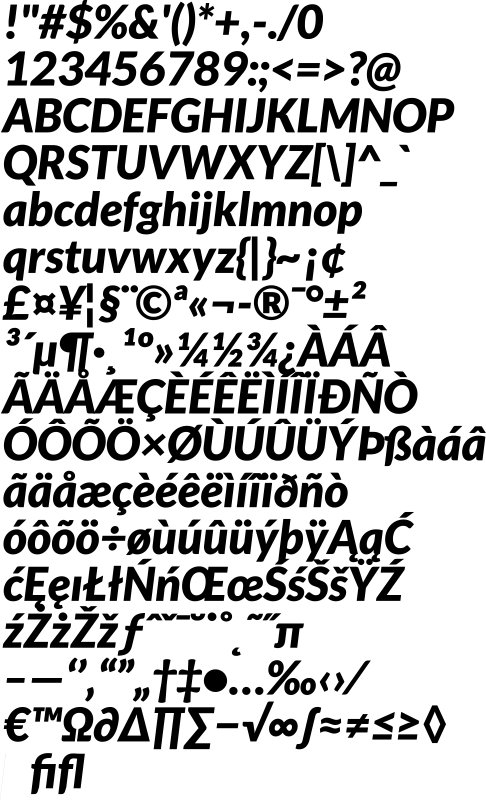 !"#$%&'()*+,-./0
123456789:;<=>?@
ABCDEFGHIJKLMNOP
QRSTUVWXYZ[\]^_`
abcdefghijklmnop
qrstuvwxyz{|}~¡¢
£¤¥¦§¨©ª«¬-®¯°±²
³´µ¶·¸¹º»¼½¾¿ÀÁÂ
ÃÄÅÆÇÈÉÊËÌÍÎÏÐÑÒ
ÓÔÕÖ×ØÙÚÛÜÝÞßàáâ
ãäåæçèéêëìíîïðñò
óôõö÷øùúûüýþÿĄąĆ
ćĘęıŁłŃńŒœŚśŠšŸŹ
źŻżŽžƒˆˇˉ˘˙˚˛˜˝π
–—‘’‚“”„†‡•…‰‹›⁄
€™Ω∂∆∏∑−√∞∫≈≠≤≥◊
ﬁﬂ